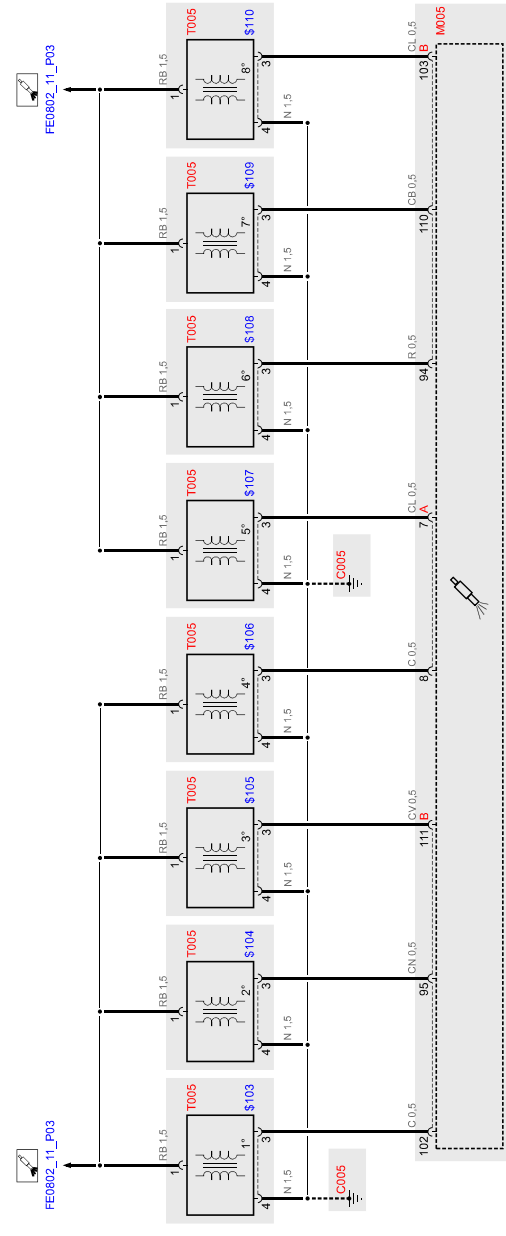 FE0802_11_P03 FE0802_11_P03
RB 1,5 RB 1,5 RB 1,5 RB 1,5 RB 1,5 RB 1,5 RB 1,5 RB 1,5
1 1 1 1 1 1 1 1
T005 T005 T005 T005 T005 T005 T005 T005
1° 2° 3° 4° 5° 6° 7° 8°
$103 $104 $105 $106 $107 $108 $109 $110
4 3 4 3 4 3 4 3 4 3 4 3 4 3 4 3
N 1,5 N 1,5 N 1,5 N 1,5 N 1,5 N 1,5 N 1,5 N 1,5
C005 C005
C 0,5 CN 0,5 CV 0,5 C 0,5 CL 0,5 R 0,5 CB 0,5 CL 0,5
102 95 111 B 8 7 A 94 110 103 B
M005